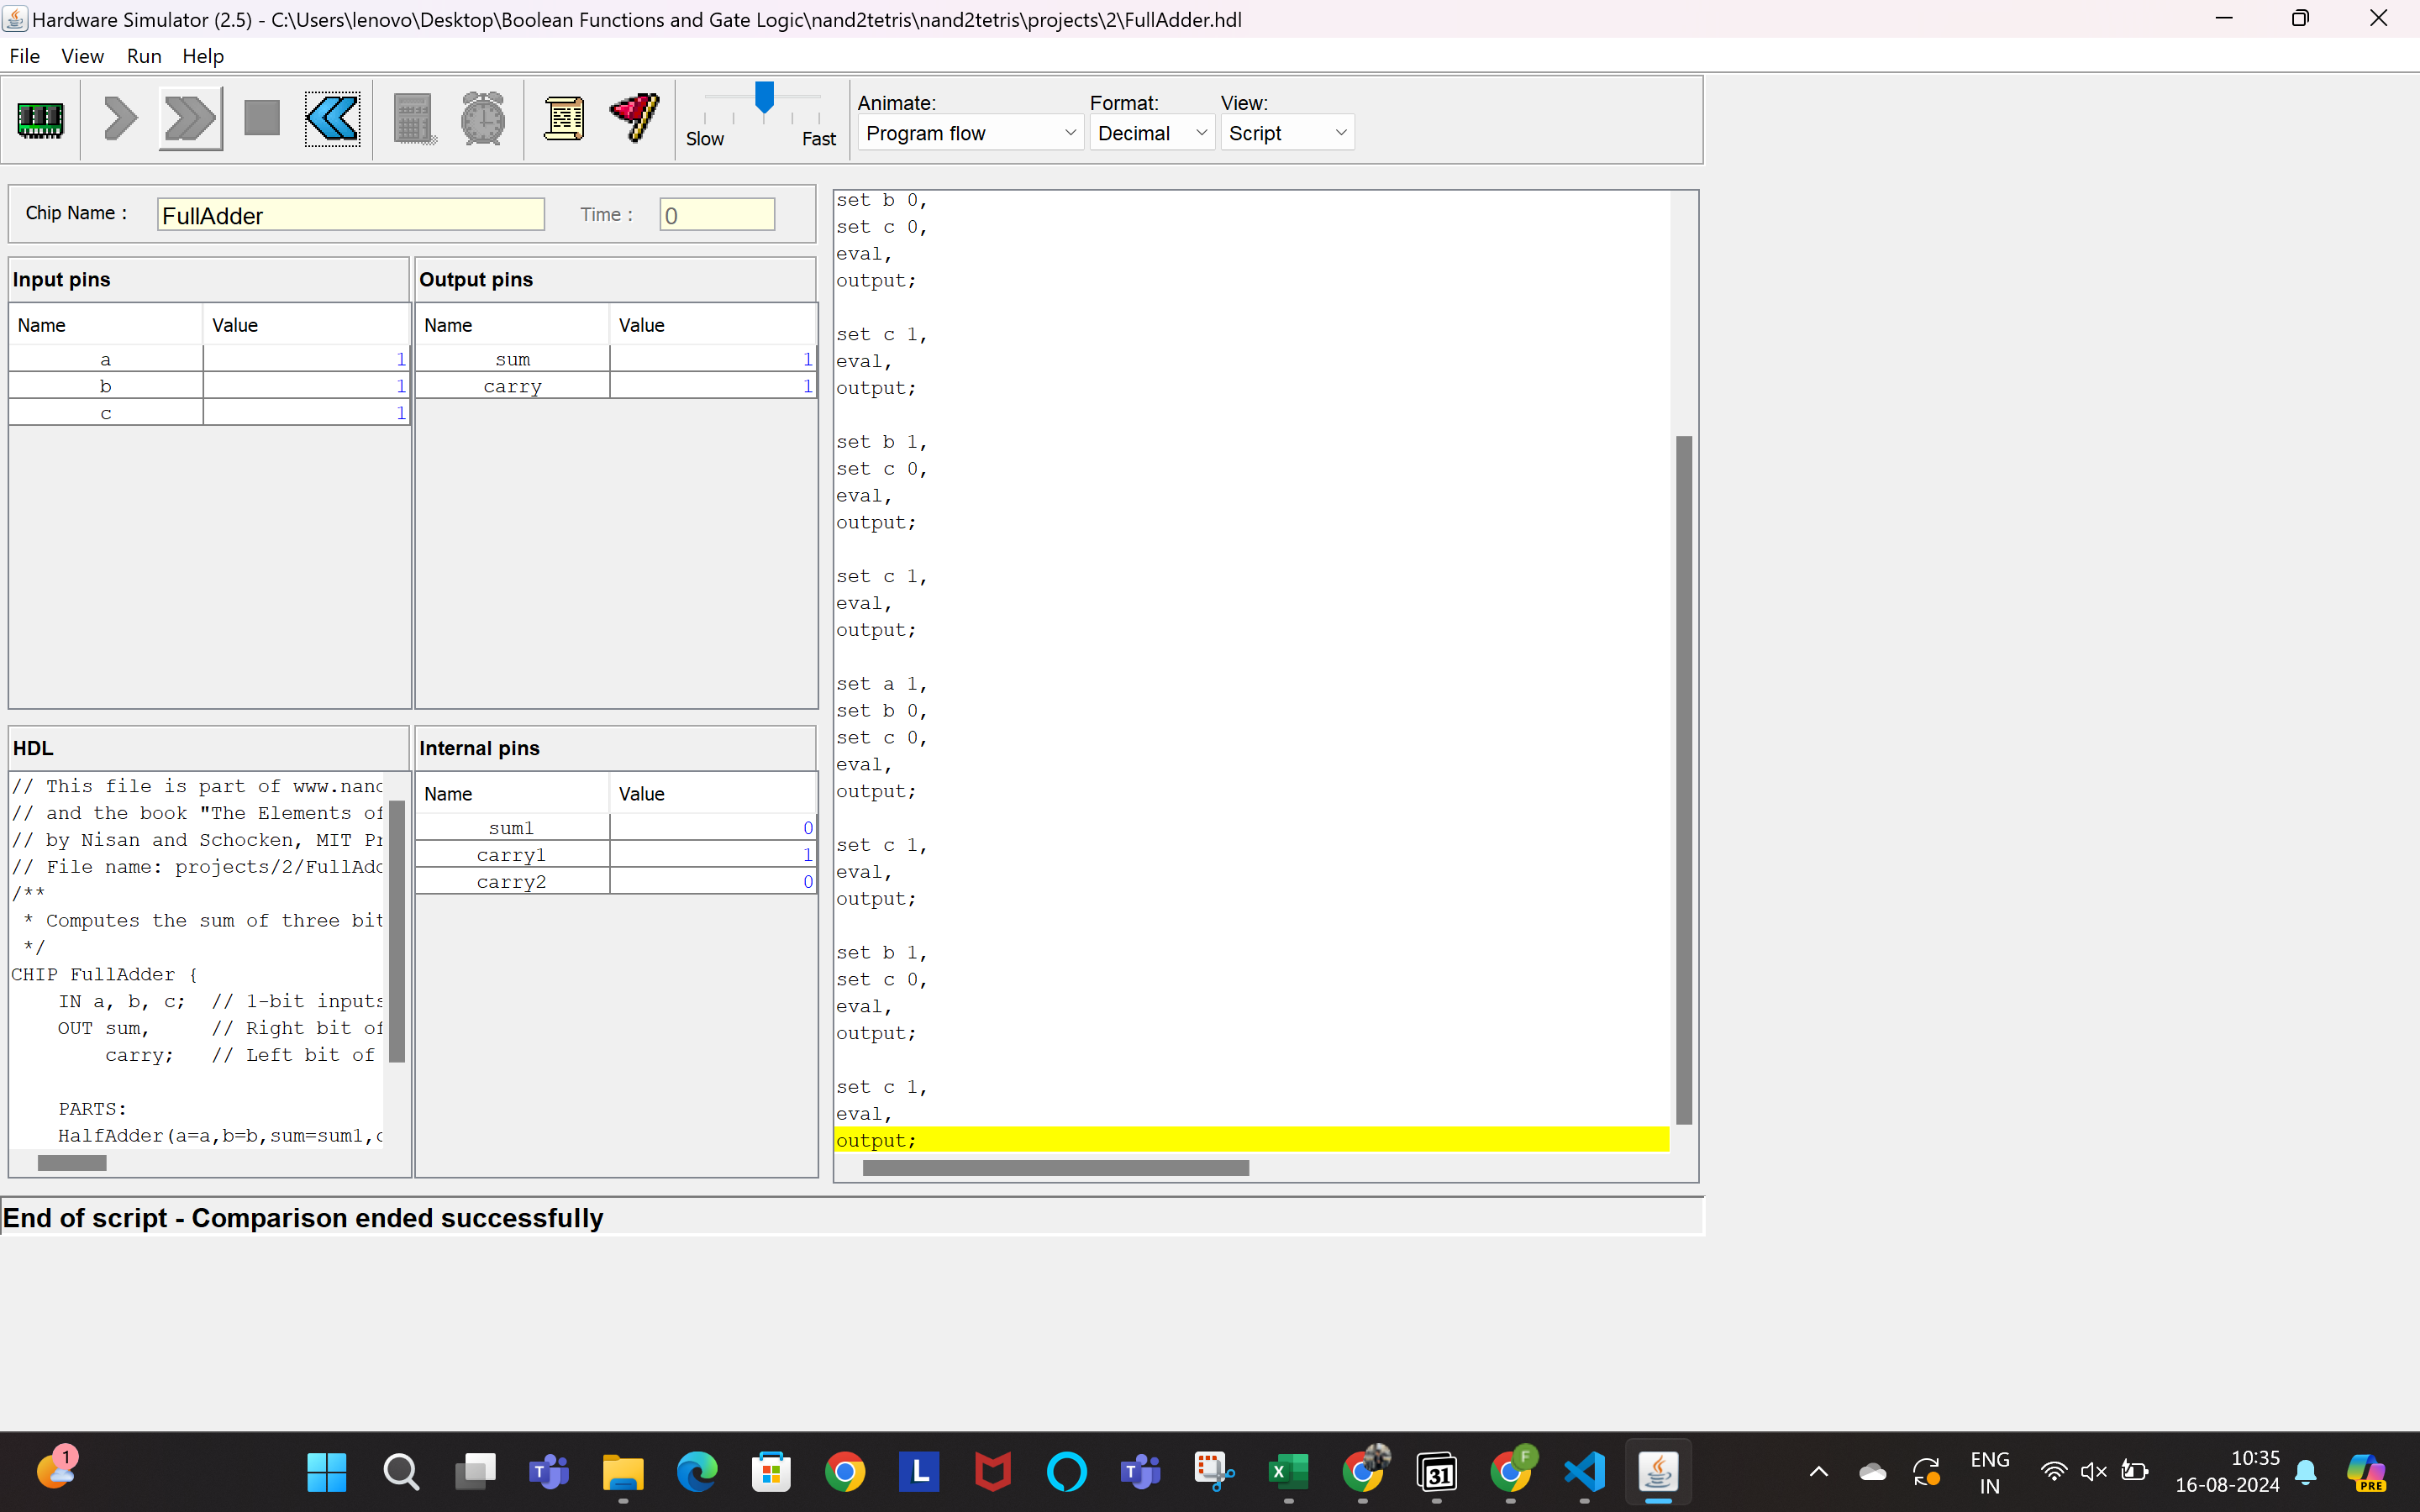 Hardware Simulator (2.5) - C:\Users\lenovo\Desktop\Boolean Functions and Gate Logic\nand2tetris\nand2tetris\projects\2\FullAdder.hdl
File View Run Help
Slow Fast
Animate: Format: View:
Program flow Decimal Script
Chip Name : FullAdder Time : 0
Input pins
Name Value
a 1
b 1
c 1
Output pins
Name Value
sum 1
carry 1
HDL
// This file is part of www.nand
// and the book "The Elements of
// by Nisan and Schocken, MIT Pr
// File name: projects/2/FullAdd
/**
* Computes the sum of three bit
*/
CHIP FullAdder {
IN a, b, c; // 1-bit inputs
OUT sum, // Right bit of
carry; // Left bit of
PARTS:
HalfAdder(a=a,b=b,sum=sum1,c
Internal pins
Name Value
sum1 0
carry1 1
carry2 0
set b 0,
set c 0,
eval,
output;
set c 1,
eval,
output;
set b 1,
set c 0,
eval,
output;
set c 1,
eval,
output;
set a 1,
set b 0,
set c 0,
eval,
output;
set c 1,
eval,
output;
set b 1,
set c 0,
eval,
output;
set c 1,
eval,
output;
End of script - Comparison ended successfully
1
T
L
T
X
31
F
ENG
IN
10:35
16-08-2024
PRE